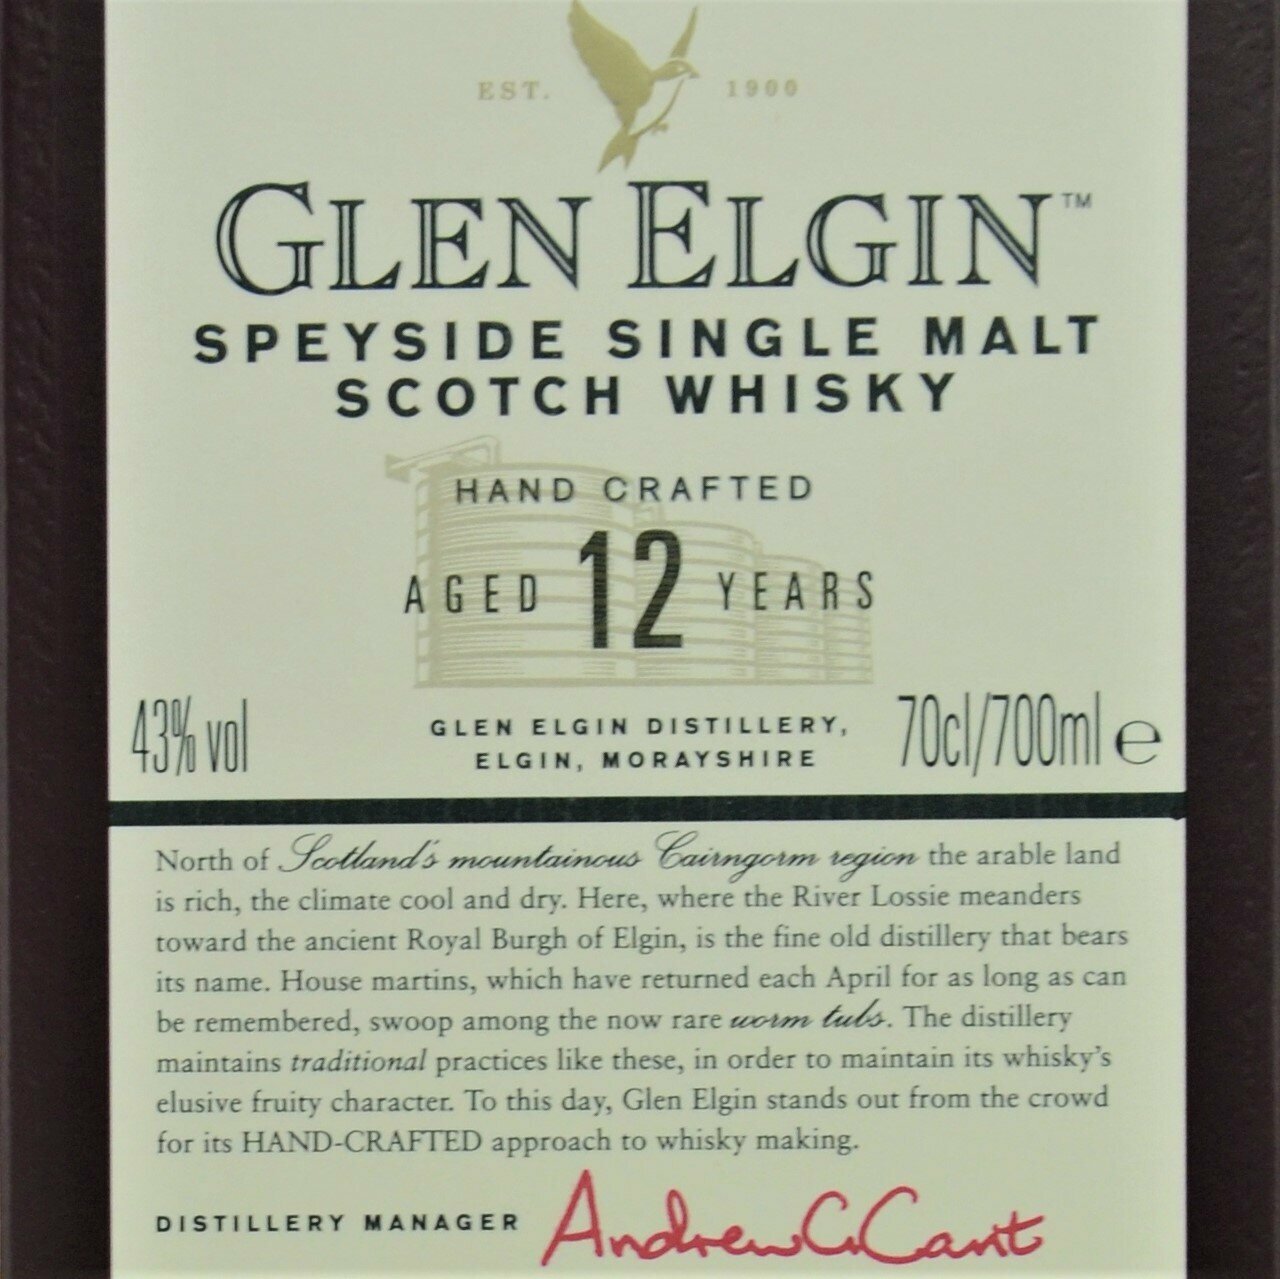 EST. 1900
GLEN ELGIN™
SPEYSIDE SINGLE MALT
SCOTCH WHISKY
HAND CRAFTED
AGED 12 YEARS
43% vol
GLEN ELGIN DISTILLERY,
ELGIN, MORAYSHIRE
70cl/700ml ℮
North of Scotland's mountainous Cairngorm region the arable land
is rich, the climate cool and dry. Here, where the River Lossie meanders
toward the ancient Royal Burgh of Elgin, is the fine old distillery that bears
its name. House martins, which have returned each April for as long as can
be remembered, swoop among the now rare worm tubs. The distillery
maintains traditional practices like these, in order to maintain its whisky's
elusive fruity character. To this day, Glen Elgin stands out from the crowd
for its HAND-CRAFTED approach to whisky making.
DISTILLERY MANAGER Andrew C. Cant